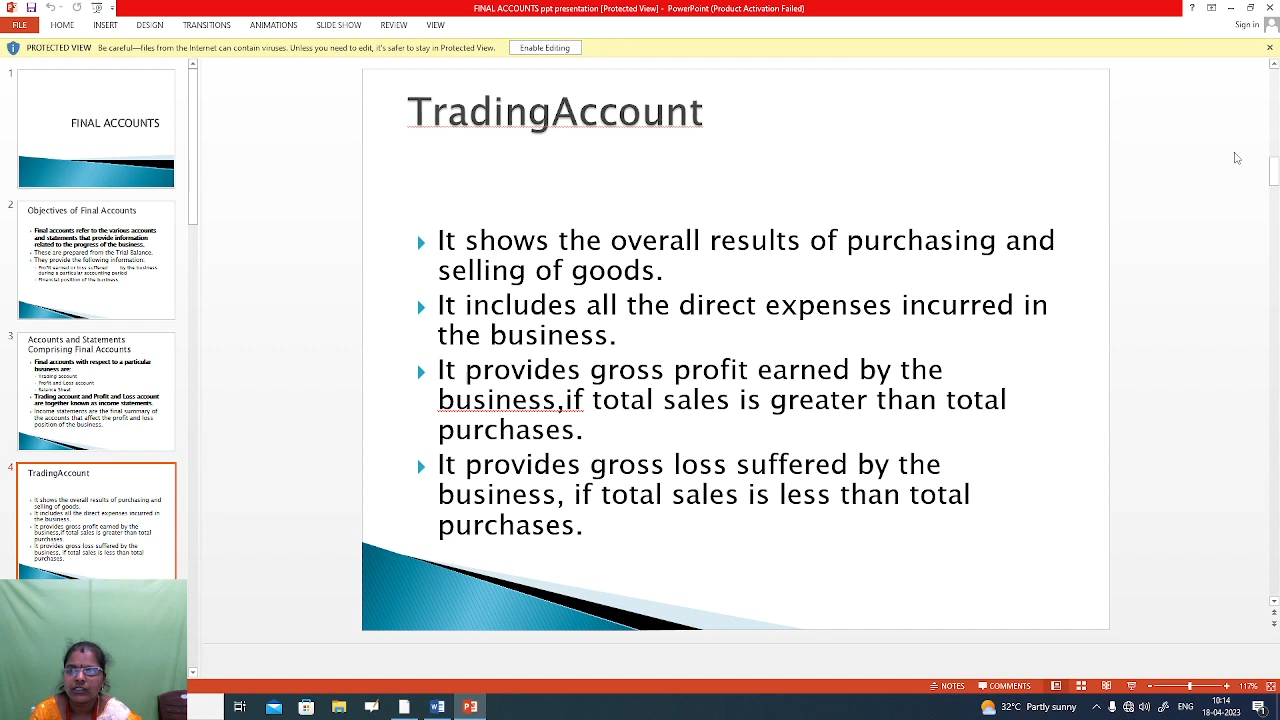 FINAL ACCOUNTS ppt presentation [Protected View] - PowerPoint (Product Activation Failed)
FILE HOME INSERT DESIGN TRANSITIONS ANIMATIONS SLIDE SHOW REVIEW VIEW
Sign in
PROTECTED VIEW Be careful—files from the Internet can contain viruses. Unless you need to edit, it's safer to stay in Protected View. Enable Editing
1
FINAL ACCOUNTS
2
Objectives of Final Accounts
Final accounts refer to the various accounts
and statements that provide information
related to the progress of the business.
These are prepared from the Trial Balance.
They provide the following information:
Profit earned or loss suffered by the business
during a particular accounting period
Financial position of the business
3
Accounts and Statements
Comprising Final Accounts
Final accounts with respect to a particular
business are:
Trading account
Profit and Loss account
Balance Sheet
Trading account and Profit and Loss account
are together known as income statements.
Income statements are the final summary of
the accounts that affect the profit and loss
position of the business.
4
TradingAccount
It shows the overall results of purchasing and
selling of goods.
It includes all the direct expenses incurred in
the business.
It provides gross profit earned by the
business,if total sales is greater than total
purchases.
It provides gross loss suffered by the
business, if total sales is less than total
purchases.
TradingAccount
It shows the overall results of purchasing and
selling of goods.
It includes all the direct expenses incurred in
the business.
It provides gross profit earned by the
business,if total sales is greater than total
purchases.
It provides gross loss suffered by the
business, if total sales is less than total
purchases.
NOTES COMMENTS 117%
32°C Partly sunny ENG 10:14
18-04-2023